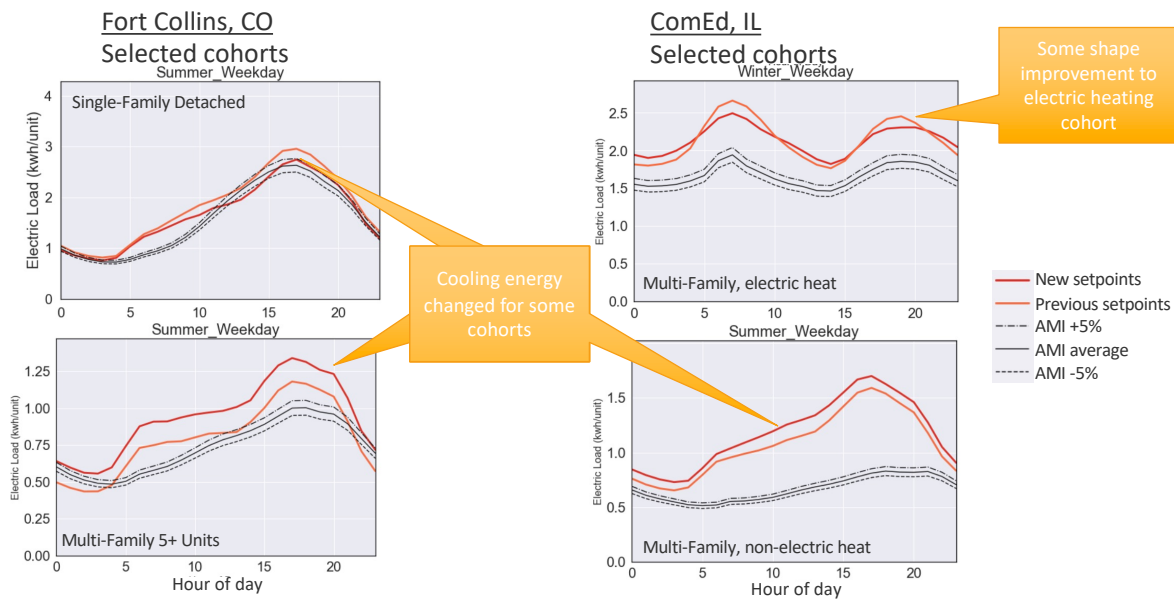 Fort Collins, CO
Selected cohorts
Summer_Weekday
Single-Family Detached
Electric Load (kwh/unit)
4
3
2
1
0
0 5 10 15 20
Summer_Weekday
Multi-Family 5+ Units
Electric Load (kwh/unit)
1.25
1.00
0.75
0.50
0.25
0.00
0 5 10 15 20
Hour of day
Cooling energy
changed for some
cohorts
ComEd, IL
Selected cohorts
Winter_Weekday
Multi-Family, electric heat
Electric Load (kwh/unit)
2.5
2.0
1.5
1.0
0.5
0.0
Summer_Weekday
Multi-Family, non-electric heat
Electric Load (kwh/unit)
1.5
1.0
0.5
0.0
0 5 10 15 20
Hour of day
Some shape
improvement to
electric heating
cohort
New setpoints
Previous setpoints
AMI +5%
AMI average
AMI -5%